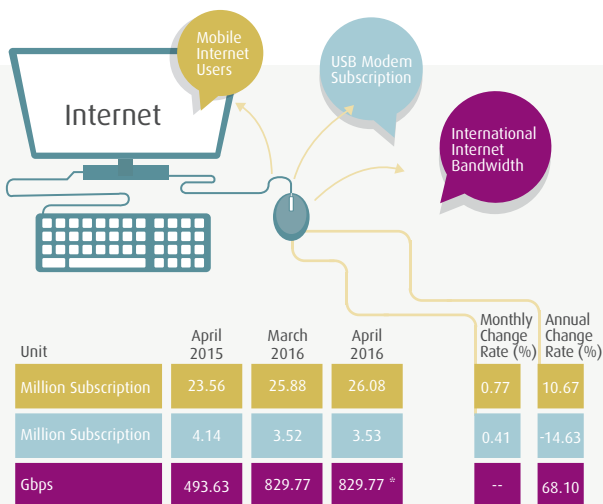 Mobile
Internet
Users
USB Modem
Subscription
Internet
International
Internet
Bandwidth
Unit
April
2015
March
2016
April
2016
Monthly
Change
Rate (%)
Annual
Change
Rate (%)
Million Subscription 23.56 25.88 26.08 0.77 10.67
Million Subscription 4.14 3.52 3.53 0.41 -14.63
Gbps 493.63 829.77 829.77 * -- 68.10